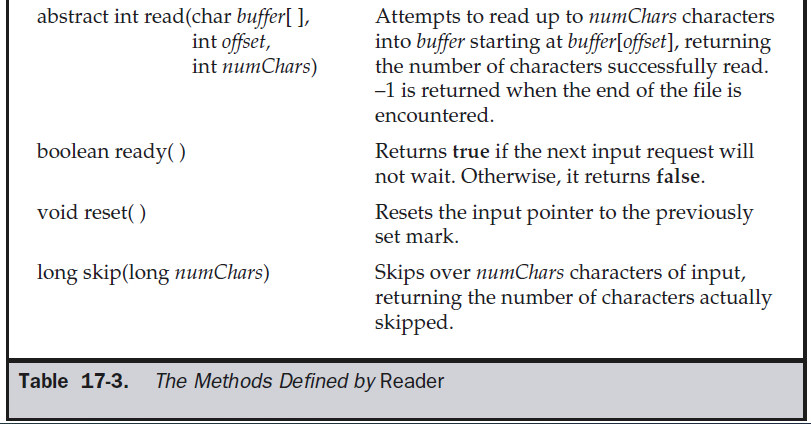 abstract int read(char buffer[ ],
int offset,
int numChars)
Attempts to read up to numChars characters
into buffer starting at buffer[offset], returning
the number of characters successfully read.
–1 is returned when the end of the file is
encountered.
boolean ready( )
Returns true if the next input request will
not wait. Otherwise, it returns false.
void reset( )
Resets the input pointer to the previously
set mark.
long skip(long numChars)
Skips over numChars characters of input,
returning the number of characters actually
skipped.
Table 17-3. The Methods Defined by Reader